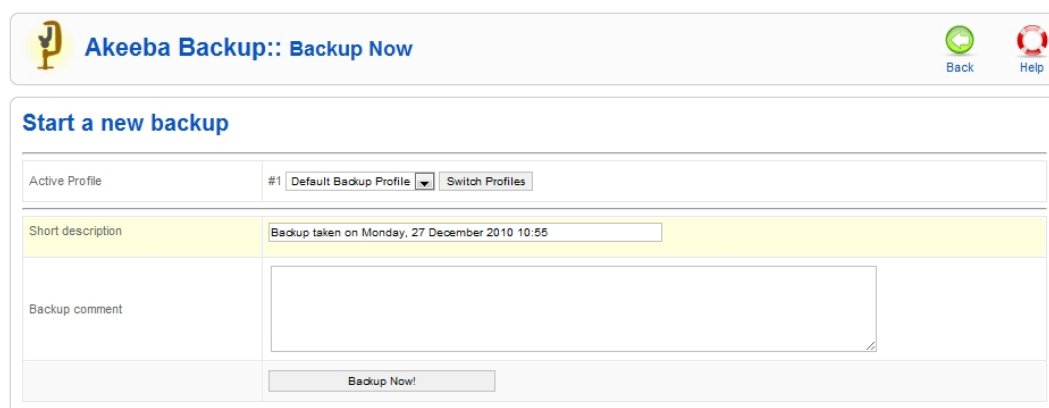 Akeeba Backup:: Backup Now
Back
Help
Start a new backup
Active Profile
#1 Default Backup Profile Switch Profiles
Short description
Backup taken on Monday, 27 December 2010 10:55
Backup comment
Backup Now!